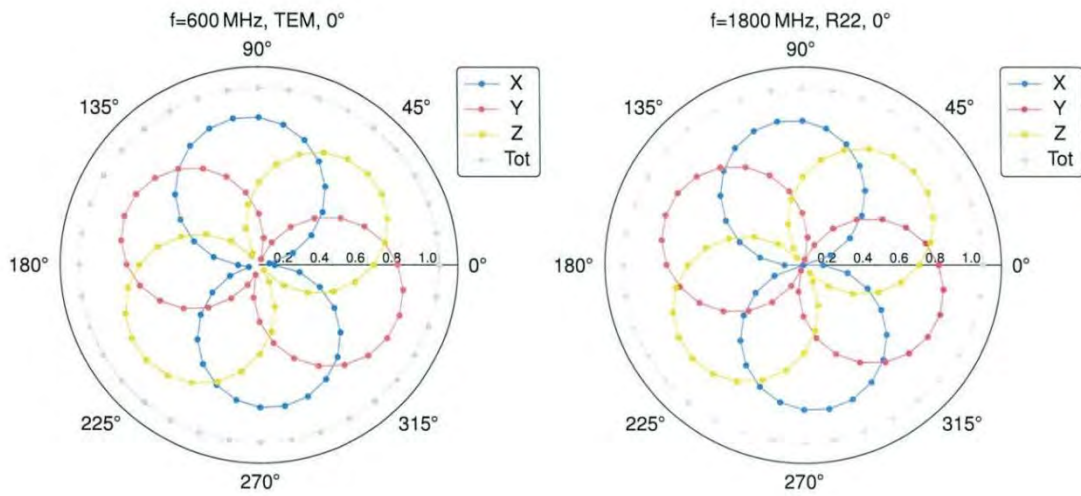 f=600 MHz, TEM, 0°
90°
135°
45°
X
Y
Z
Tot
180°
0.2 0.4 0.6 0.8 1.0
0°
225°
315°
270°
f=1800 MHz, R22, 0°
90°
135°
45°
X
Y
Z
Tot
180°
0.2 0.4 0.6 0.8 1.0
0°
225°
315°
270°